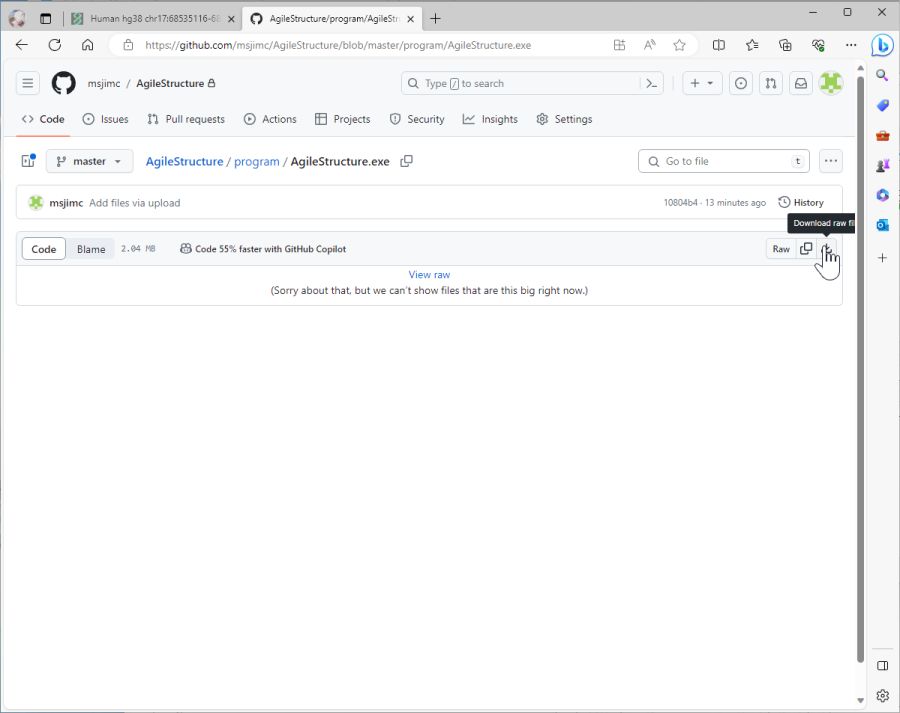 Human hg38 chr17:68535116-68
AgileStructure/program/AgileStr
https://github.com/msjimc/AgileStructure/blob/master/program/AgileStructure.exe
msjimc / AgileStructure
Type / to search
Code Issues Pull requests Actions Projects Security Insights Settings
master
AgileStructure / program / AgileStructure.exe
Go to file t
msjimc Add files via upload
10804b4 · 13 minutes ago History
Download raw fil
Code Blame 2.04 MB Code 55% faster with GitHub Copilot Raw
View raw
(Sorry about that, but we can't show files that are this big right now.)